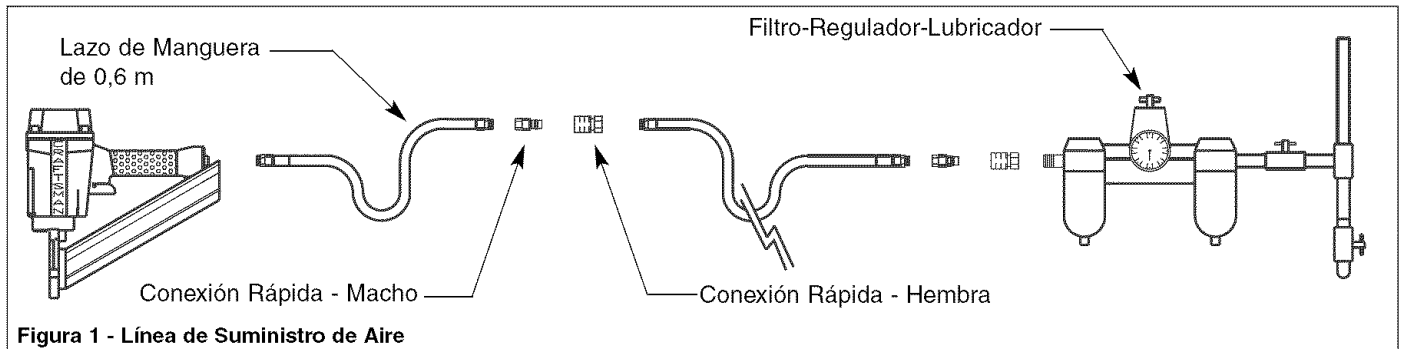 Lazo de Manguera
de 0,6 m
Filtro-Regulador-Lubricador
CRAFTSMAN
Conexión Rápida - Macho
Conexión Rápida - Hembra
Figura 1 - Línea de Suministro de Aire